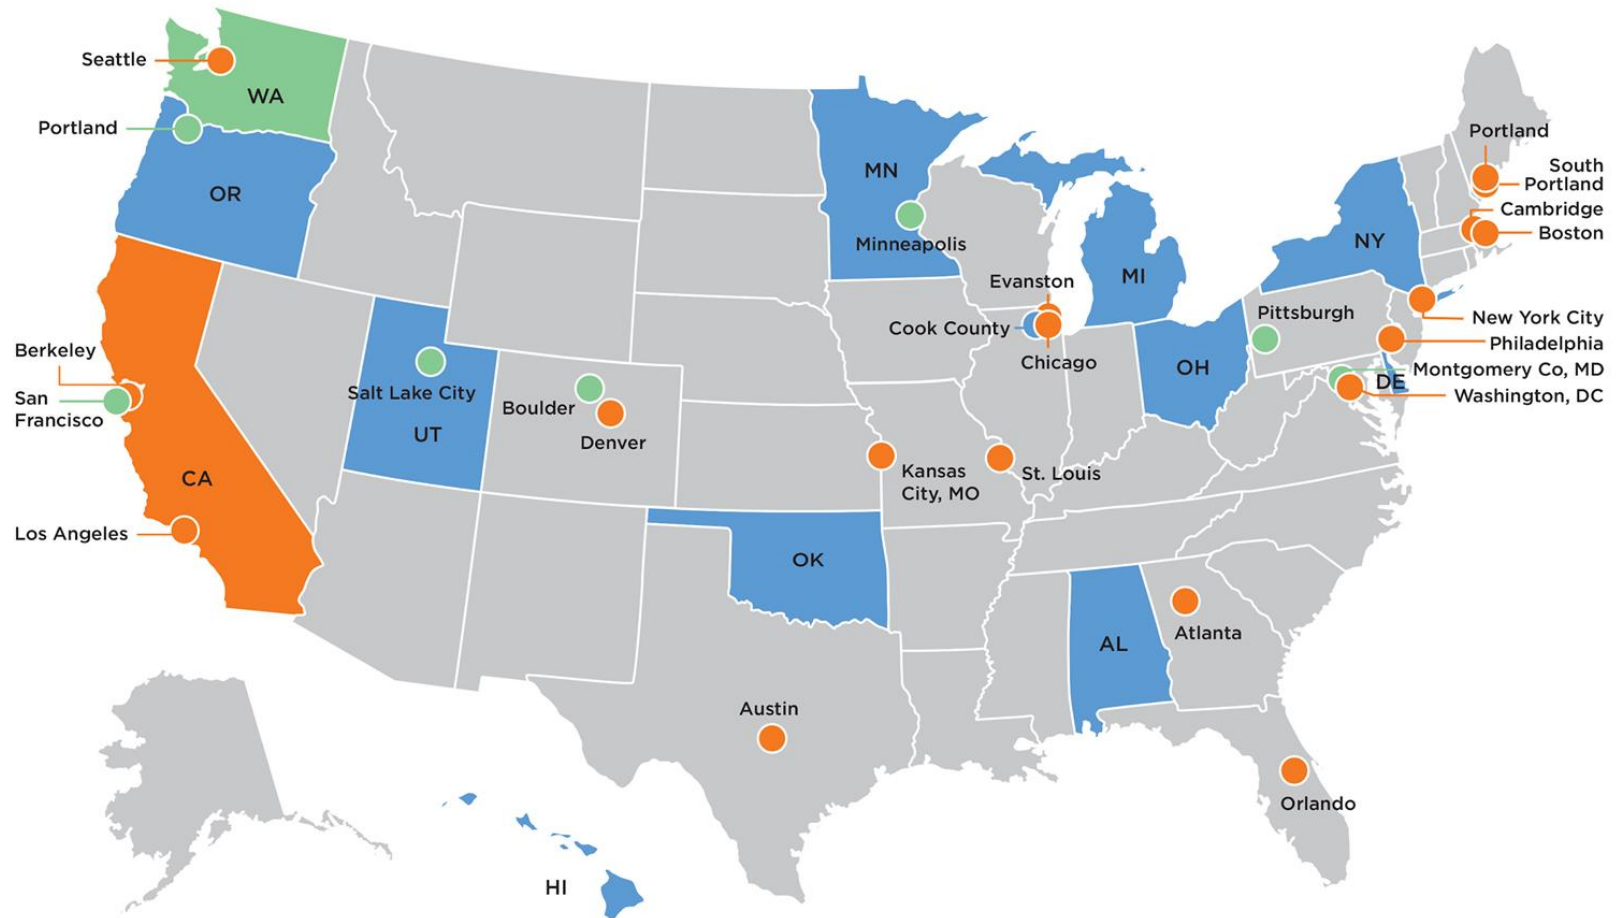 Seattle
WA
Portland
OR
Berkeley
San
Francisco
CA
Los Angeles
Salt Lake City
UT
Boulder
Denver
MN
Minneapolis
Evanston
Cook County
Chicago
MI
OH
Kansas
City, MO
St. Louis
OK
Austin
AL
Atlanta
Orlando
HI
NY
Pittsburgh
DE
Portland
South
Portland
Cambridge
Boston
New York City
Philadelphia
Montgomery Co, MD
Washington, DC